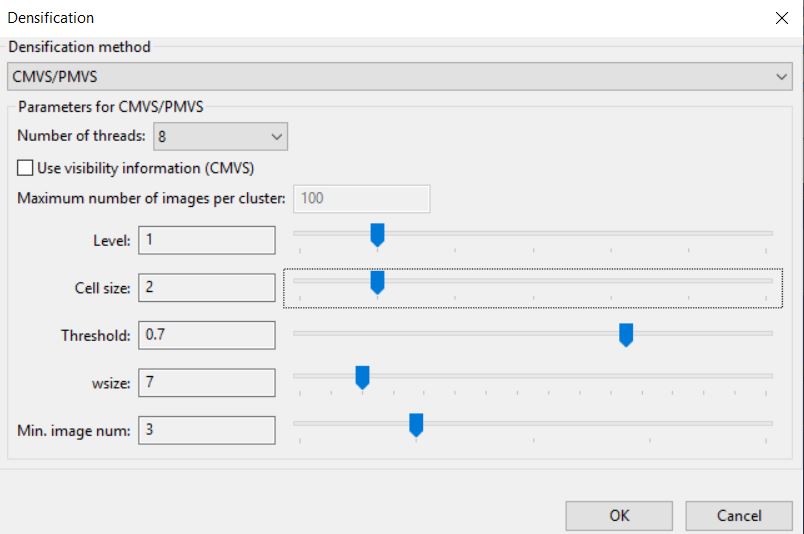 Densification
Densification method
CMVS/PMVS
Parameters for CMVS/PMVS
Number of threads: 8
Use visibility information (CMVS)
Maximum number of images per cluster: 100
Level: 1
Cell size: 2
Threshold: 0.7
wsize: 7
Min. image num: 3
OK Cancel